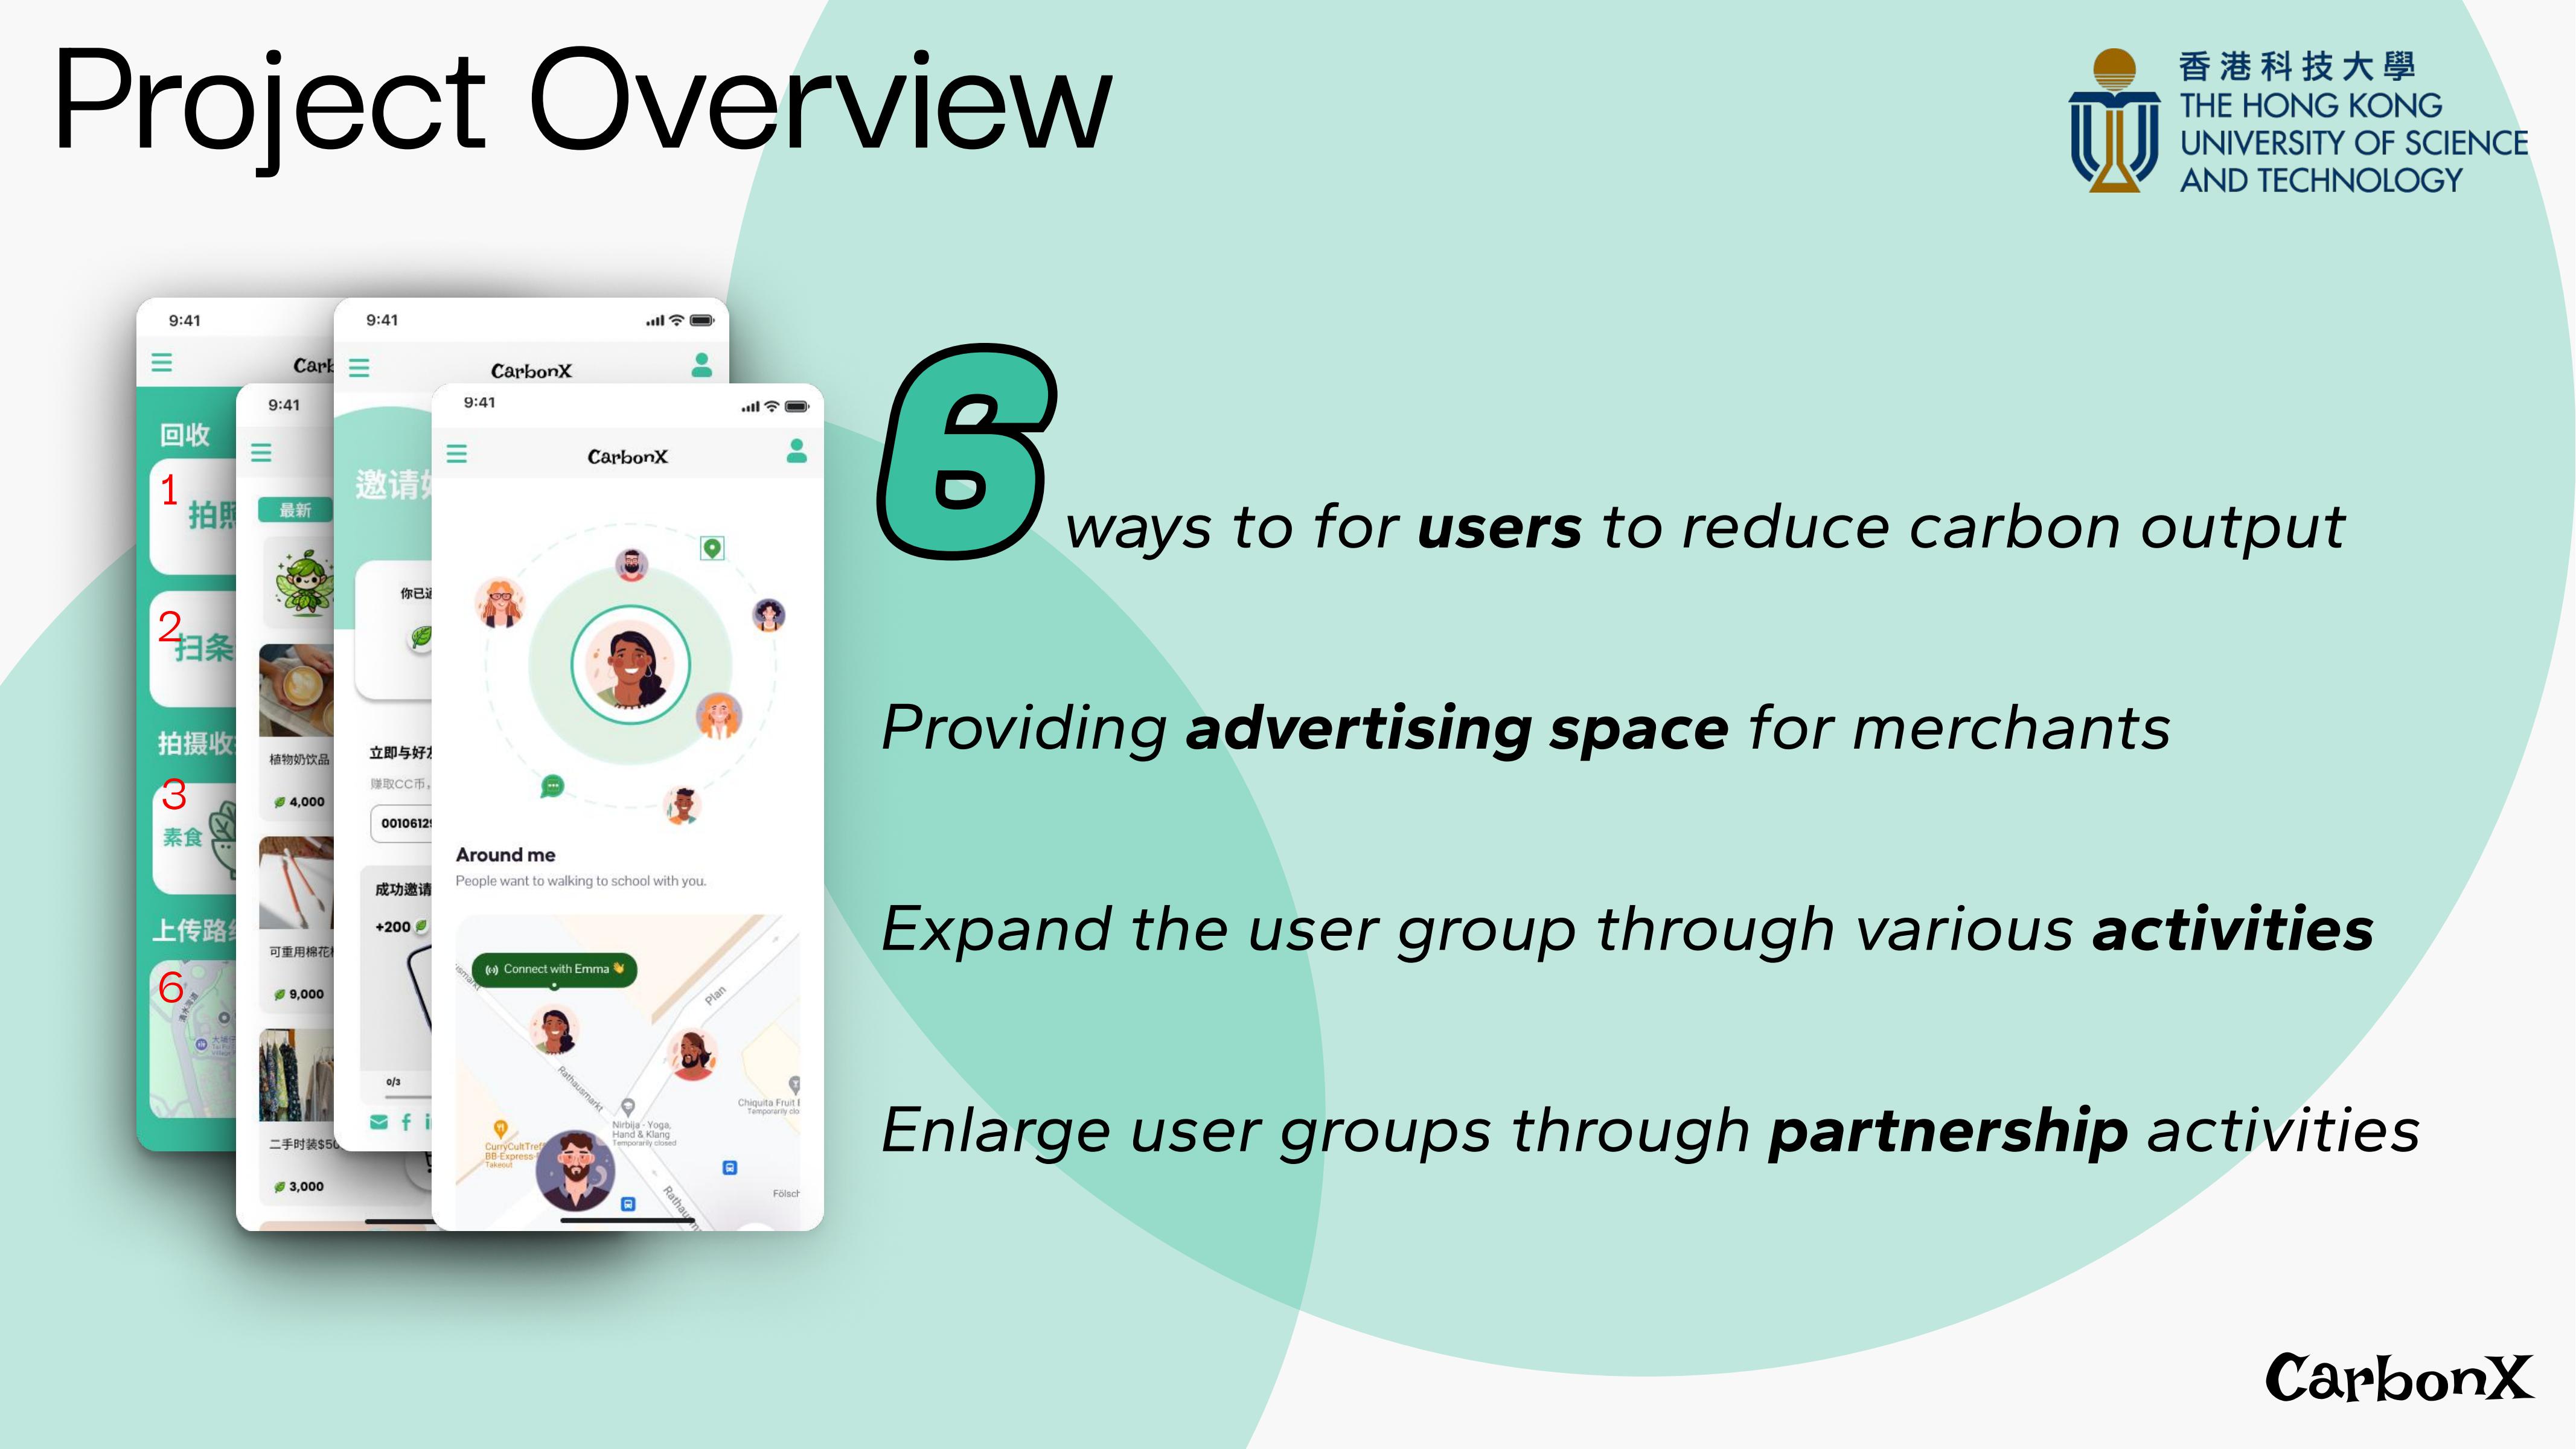 Project Overview
香港科技大學
THE HONG KONG
UNIVERSITY OF SCIENCE
AND TECHNOLOGY
9:41
回收
1
2
扫条
拍摄收
3
素食
上传路
6
9:41
最新
植物奶饮品
4,000
可重用棉花
9,000
二手时装$50
3,000
9:41
CarbonX
邀请
你已
立即与好
赚取CC币，
0010612
成功邀请
+200
0/3
9:41
CarbonX
Around me
People want to walking to school with you.
Connect with Emma 👋
Plan
Rathausmarkt
Chiquita Fruit
Temporarily clo
Nirbija - Yoga,
Hand & Klang
Temporarily closed
CurryCultTref
BB-Express-
Takeout
Fölsch
6 ways to for users to reduce carbon output
Providing advertising space for merchants
Expand the user group through various activities
Enlarge user groups through partnership activities
CarbonX